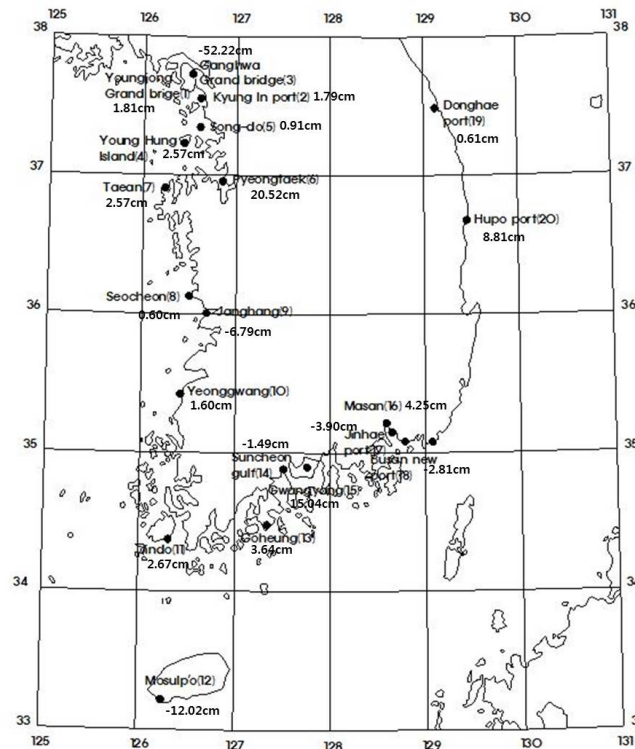 125 126 127 128 129 130 131
38
38
-52.22cm
Ganghwa
Grand bridge(3)
Youngjong
Grand brige(1)
1.81cm
Kyung In port(2) 1.79cm
Song-do(5) 0.91cm
Young Hung
Island(4)
2.57cm
Donghae
port(19)
0.61cm
37
37
Taean(7)
2.57cm
Pyeongtaek(6)
20.52cm
Hupo port(20)
8.81cm
Seocheon(8)
0.60cm
36
36
Janghang(9)
-6.79cm
Yeonggwang(10)
1.60cm
Masan(16) 4.25cm
-3.90cm
Jinhae
port(17)
35
35
-1.49cm
Suncheon
gulf(14)
Busan new
port(18)
-2.81cm
Gwangyang(15)
15.04cm
Goheung(13)
3.64cm
Jindo(11)
2.67cm
34
34
Mosulpo(12)
-12.02cm
33
125 126 127 128 129 130 131